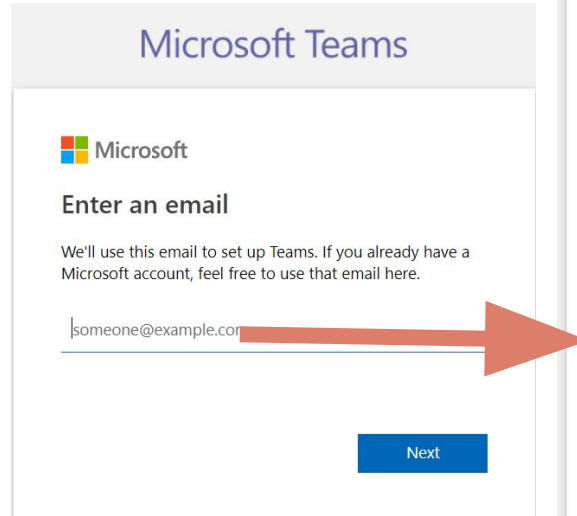 Microsoft Teams
Microsoft
Enter an email
We'll use this email to set up Teams. If you already have a
Microsoft account, feel free to use that email here.
someone@example.com
Next